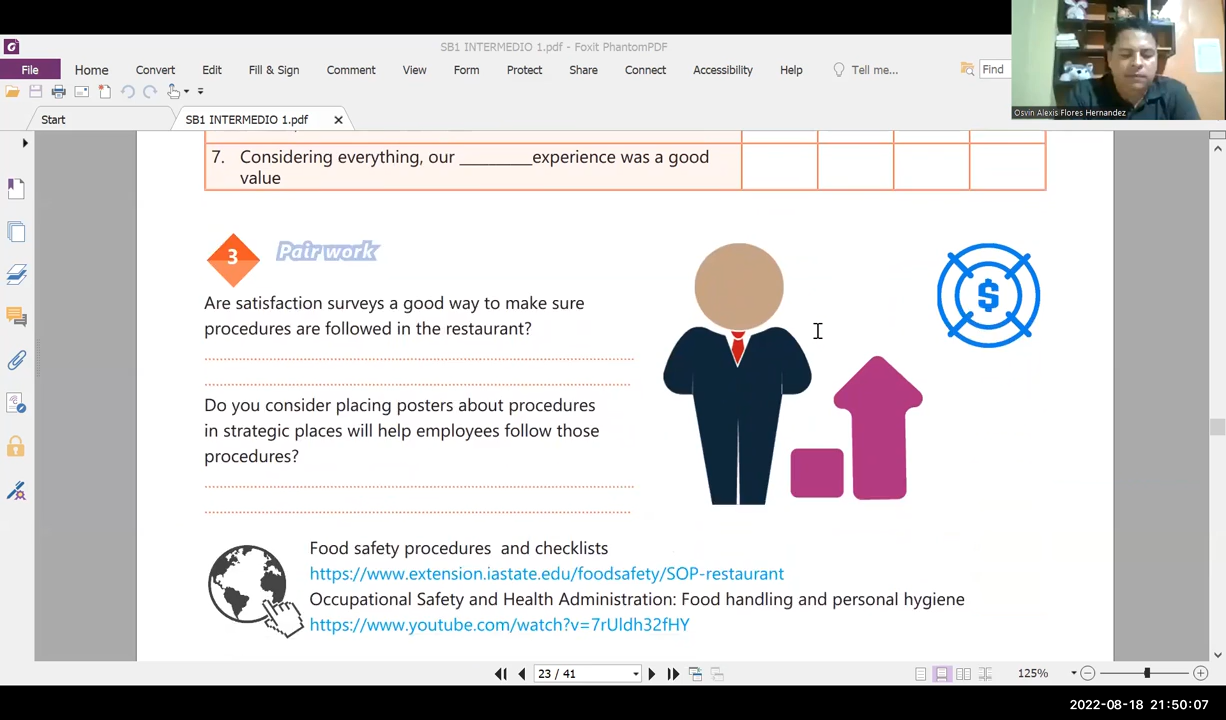 SB1 INTERMEDIO 1.pdf - Foxit PhantomPDF
File Home Convert Edit Fill & Sign Comment View Form Protect Share Connect Accessibility Help Tell me... Find
Osvin Alexis Flores Hernandez
Start SB1 INTERMEDIO 1.pdf
7. Considering everything, our ________experience was a good
value
3 Pair work
Are satisfaction surveys a good way to make sure
procedures are followed in the restaurant?
Do you consider placing posters about procedures
in strategic places will help employees follow those
procedures?
$
Food safety procedures and checklists
https://www.extension.iastate.edu/foodsafety/SOP-restaurant
Occupational Safety and Health Administration: Food handling and personal hygiene
https://www.youtube.com/watch?v=7rUldh32fHY
23 / 41
125%
2022-08-18 21:50:07